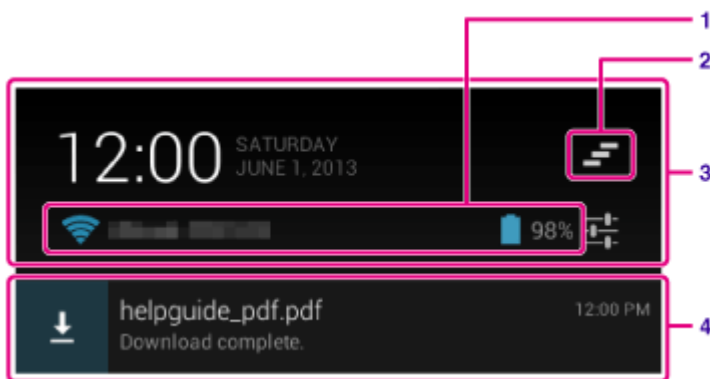 1
2
12:00
SATURDAY
JUNE 1, 2013
3
98%
helpguide_pdf.pdf
12:00 PM
Download complete.
4